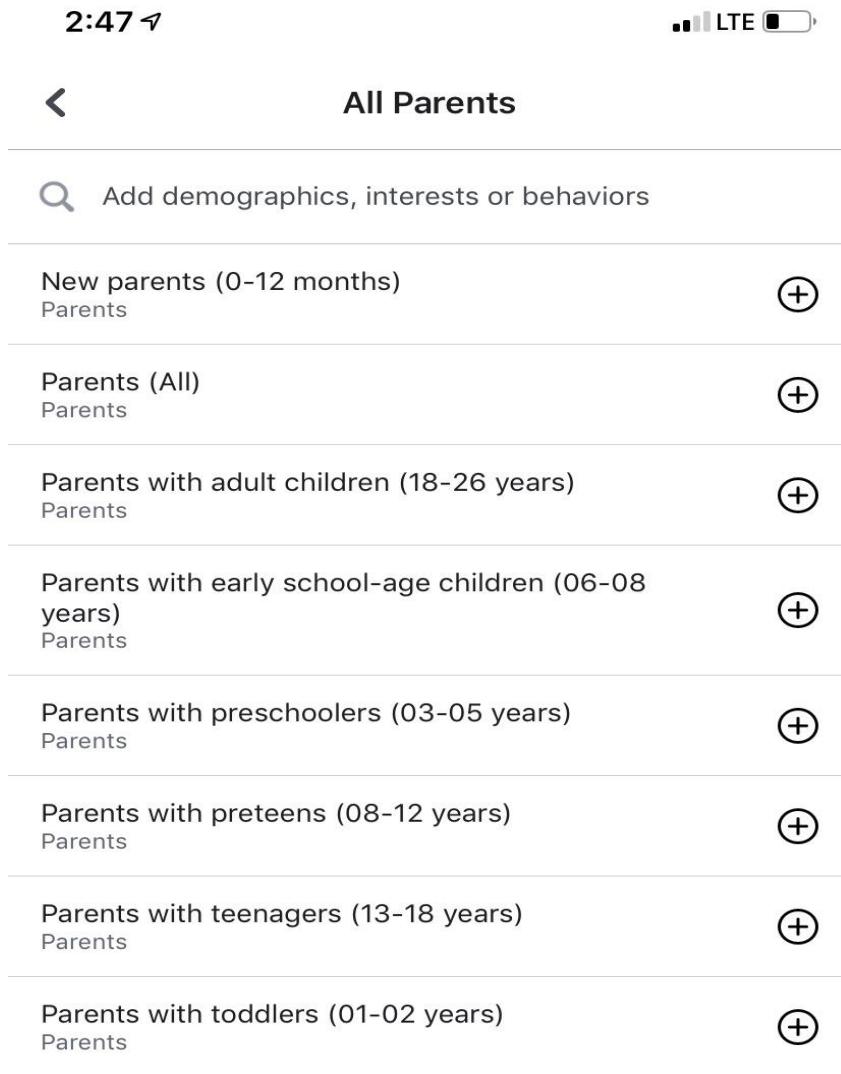 2:47
LTE
All Parents
Add demographics, interests or behaviors
New parents (0-12 months)
Parents
Parents (All)
Parents
Parents with adult children (18-26 years)
Parents
Parents with early school-age children (06-08
years)
Parents
Parents with preschoolers (03-05 years)
Parents
Parents with preteens (08-12 years)
Parents
Parents with teenagers (13-18 years)
Parents
Parents with toddlers (01-02 years)
Parents